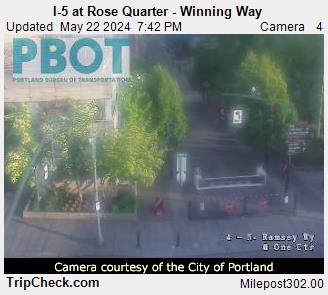 I-5 at Rose Quarter - Winning Way
Updated May 22 2024 7:42 PM Camera 4
PBOT
PORTLAND BUREAU OF TRANSPORTATION
4 - N. Ramsey Wy
@ One Ctr
Camera courtesy of the City of Portland
TripCheck.com Milepost302.00